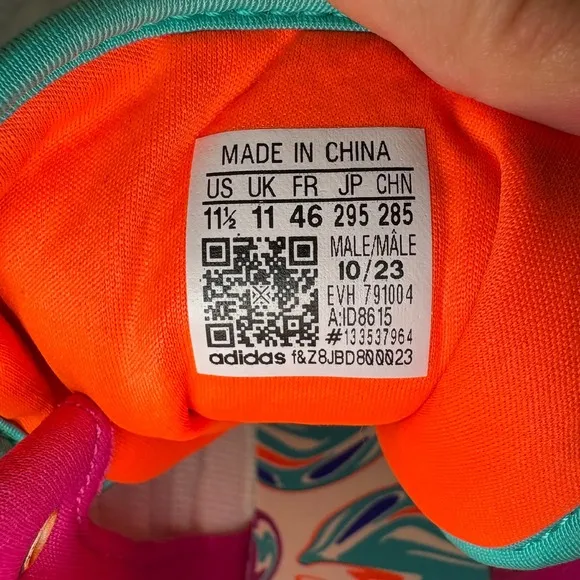 MADE IN CHINA
US UK FR JP CHN
11½ 11 46 295 285
MALE/MÂLE
10/23
EVH 791004
A:ID8615
#133537964
adidas f&Z8JBD800023